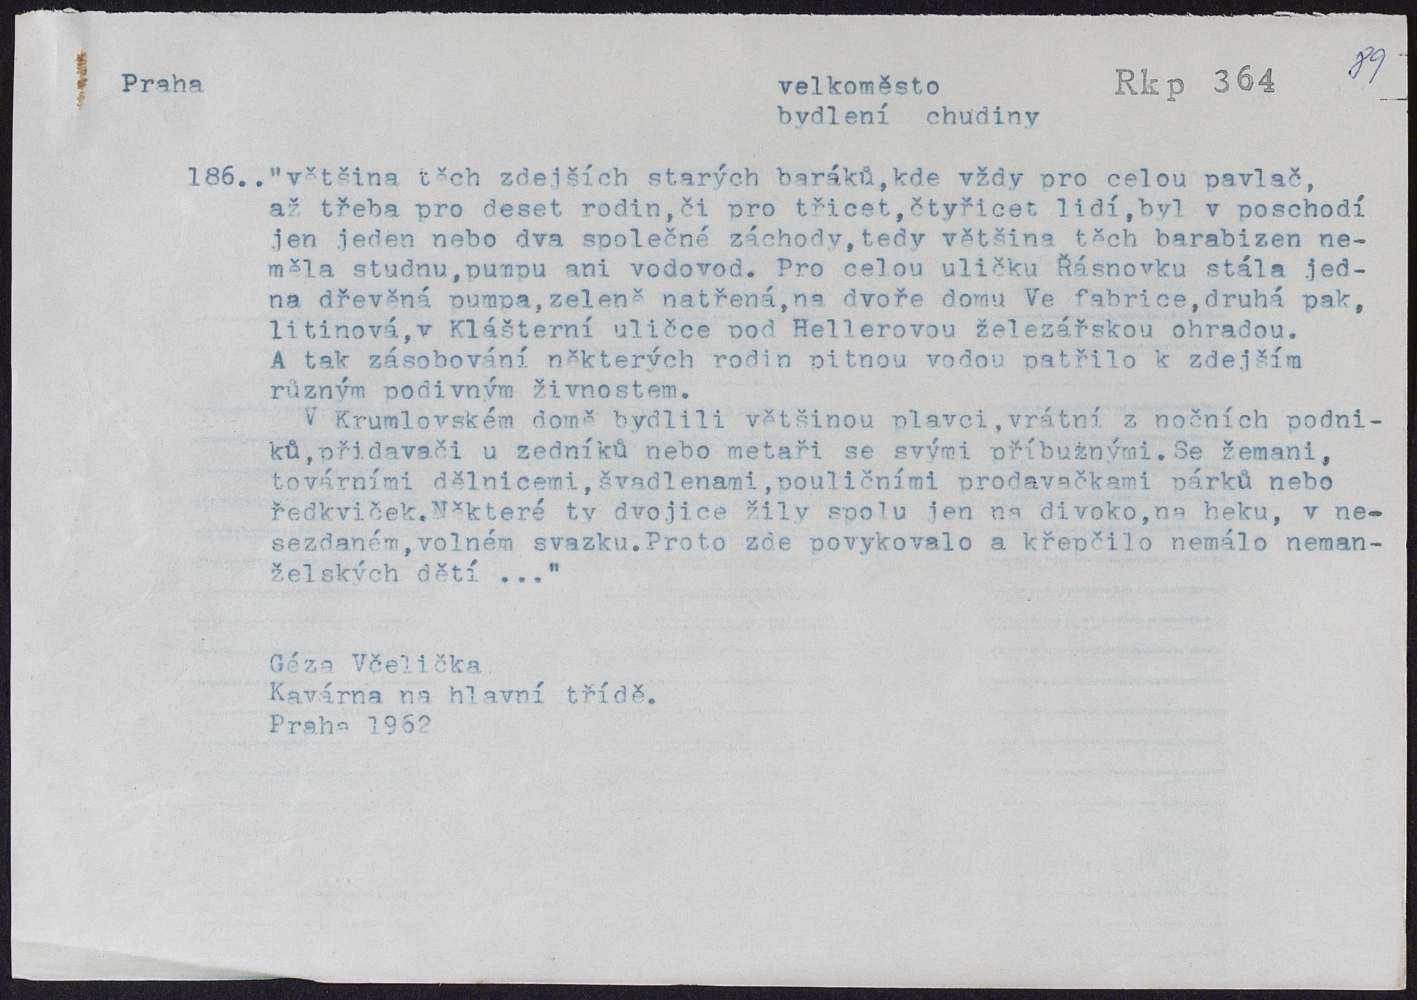 Praha
velkoměsto
bydlení chudiny
Rkp 364
89
186.."většina těch zdejších starých baráků,kde vždy pro celou pavlač,
až třeba pro deset rodin,či pro třicet,čtyřicet lidí,byl v poschodí
jen jeden nebo dva společné záchody,tedy většina těch barabizen ne-
měla studnu,pumpu ani vodovod. Pro celou uličku Řásnovku stála jed-
na dřevěná pumpa,zeleně natřená,na dvoře domu Ve fabrice,druhá pak,
litinová,v Klášterní uličce pod Hellerovou železářskou ohradou.
A tak zásobování některých rodin pitnou vodou patřilo k zdejším
různým podivným živnostem.
V Krumlovském domě bydlili většinou plavci,vrátní z nočních podni-
ků,přidavači u zedníků nebo metaři se svými příbužnými.Se žemani,
továrními dělnicemi,švadlenami,pouličními prodavačkami párků nebo
ředkviček.Některé ty dvojice žily spolu jen na divoko,na heku, v ne-
sezdaném,volném svazku.Proto zde povykovalo a křepčilo nemálo neman-
želských dětí ..."
Géza Včelička
Kavárna na hlavní třídě.
Praha 1962